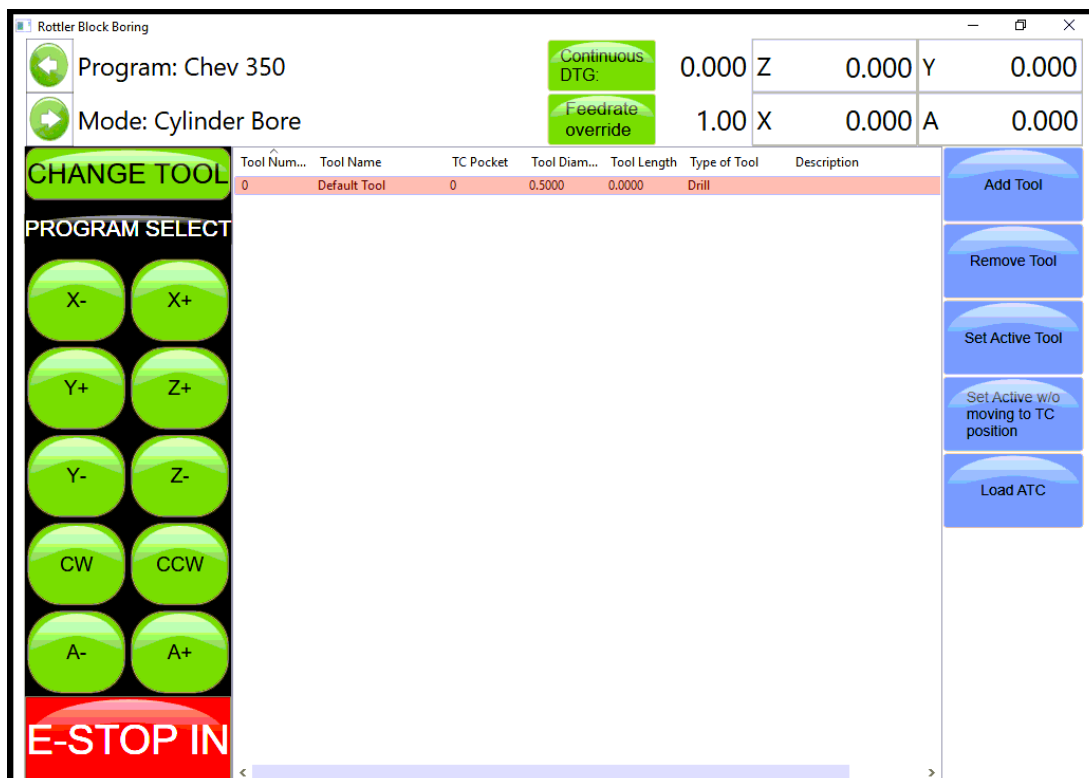 Rottler Block Boring
Program: Chev 350
Continuous DTG:
0.000 Z 0.000 Y 0.000
Mode: Cylinder Bore
Feedrate override
1.00 X 0.000 A 0.000
CHANGE TOOL
PROGRAM SELECT
X- X+
Y+ Z+
Y- Z-
CW CCW
A- A+
E-STOP IN
Tool Num... Tool Name TC Pocket Tool Diam... Tool Length Type of Tool Description
0 Default Tool 0 0.5000 0.0000 Drill
Add Tool
Remove Tool
Set Active Tool
Set Active w/o
moving to TC
position
Load ATC